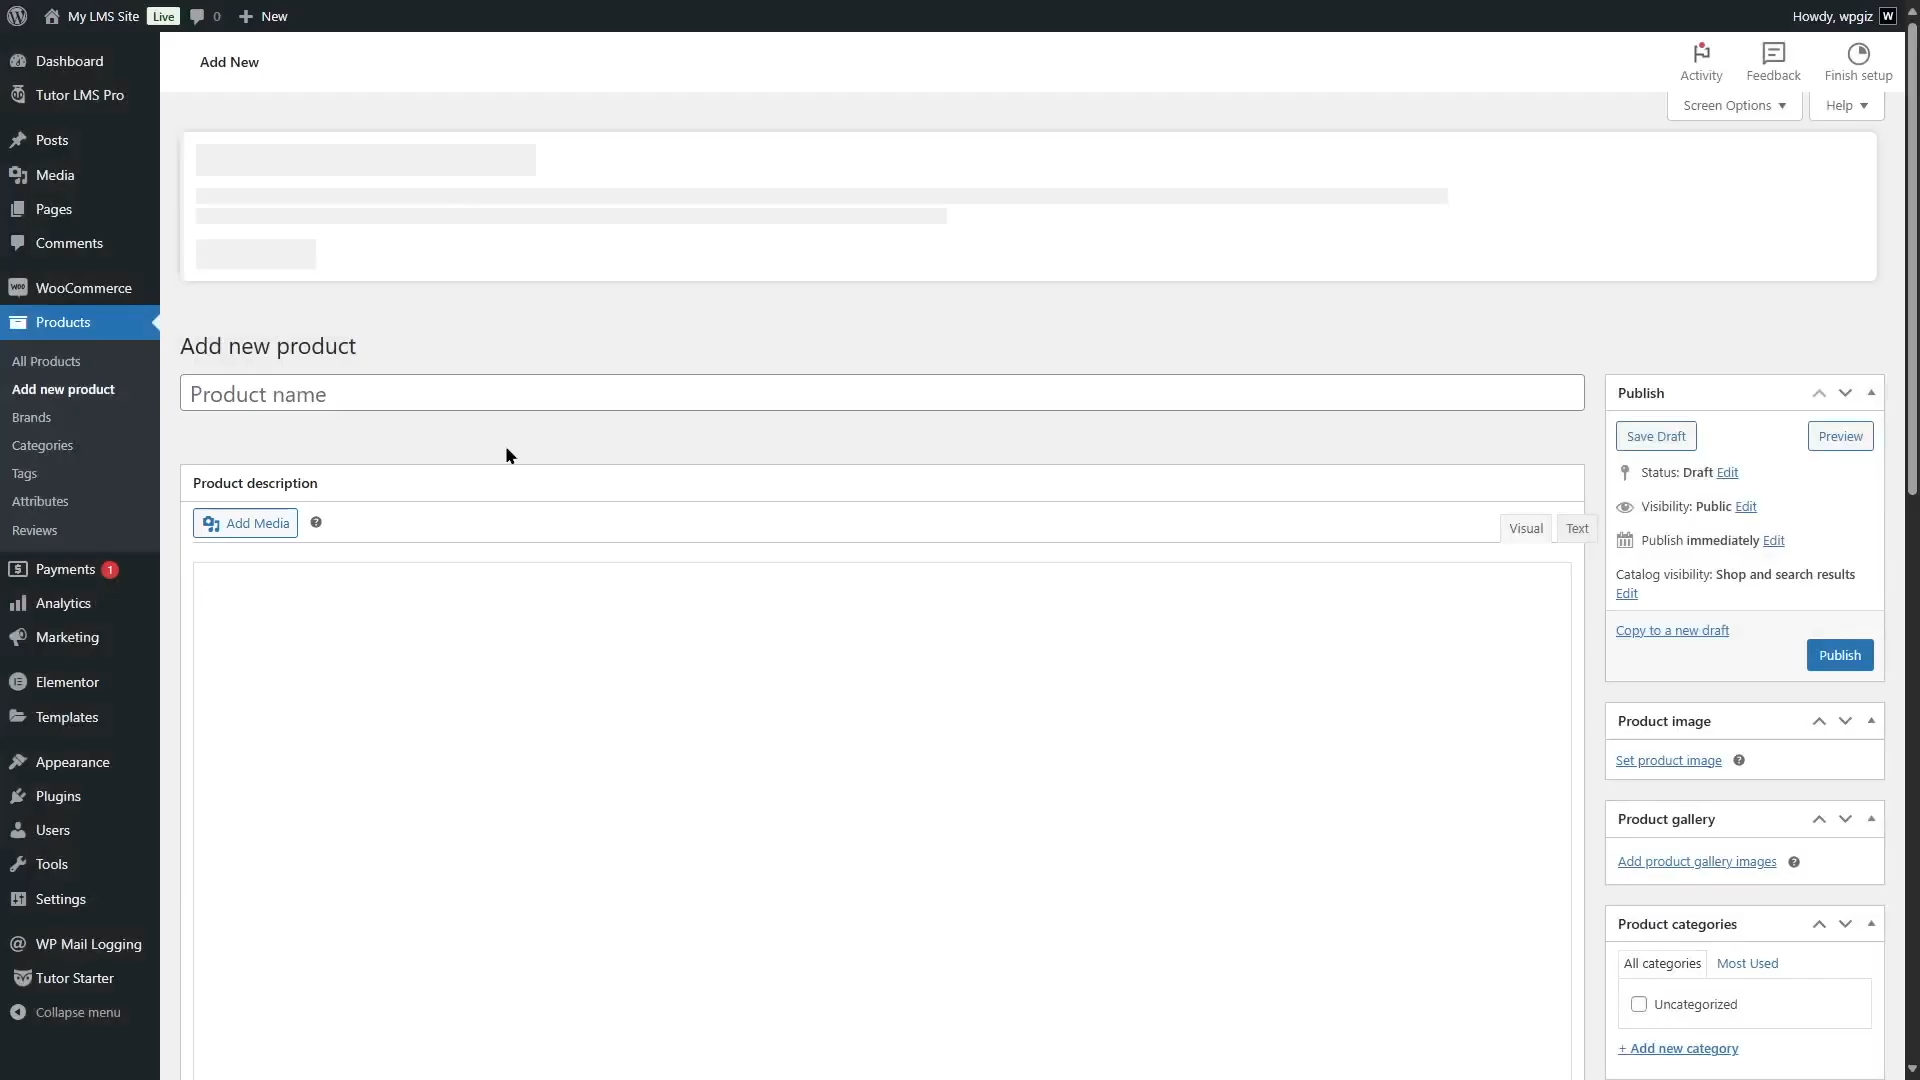 My LMS Site Live 0 New Howdy, wpgiz W
Dashboard
Tutor LMS Pro
Posts
Media
Pages
Comments
WooCommerce
Products
All Products
Add new product
Brands
Categories
Tags
Attributes
Reviews
Payments 1
Analytics
Marketing
Elementor
Templates
Appearance
Plugins
Users
Tools
Settings
WP Mail Logging
Tutor Starter
Collapse menu
Add New
Activity Feedback Finish setup
Screen Options Help
Add new product
Product name
Product description
Add Media
Visual Text
Publish
Save Draft Preview
Status: Draft Edit
Visibility: Public Edit
Publish immediately Edit
Catalog visibility: Shop and search results
Edit
Copy to a new draft
Publish
Product image
Set product image
Product gallery
Add product gallery images
Product categories
All categories Most Used
Uncategorized
+ Add new category